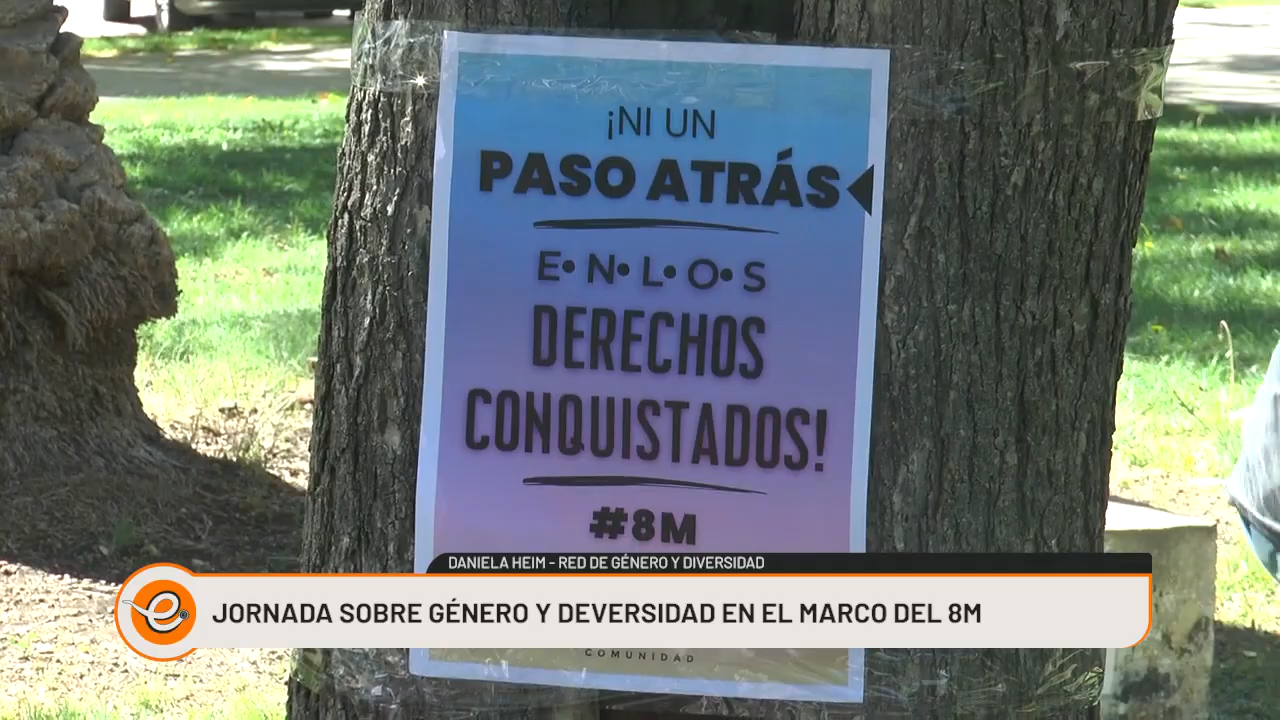 ¡NI UN
PASO ATRÁS
E•N•L•O•S
DERECHOS
CONQUISTADOS!
#8M
DANIELA HEIM - RED DE GÉNERO Y DIVERSIDAD
JORNADA SOBRE GÉNERO Y DEVERSIDAD EN EL MARCO DEL 8M
COMUNIDAD